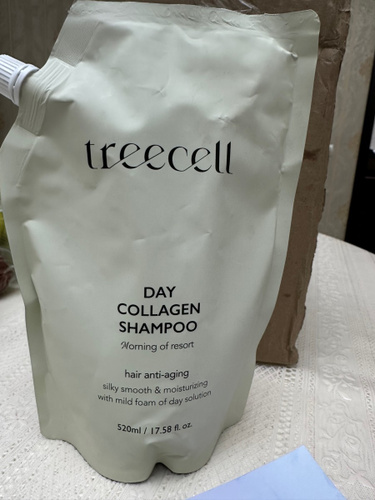 treecell
DAY
COLLAGEN
SHAMPOO
Morning of resort
hair anti-aging
silky smooth & moisturizing
with mild foam of day solution
520ml / 17.58 fl. oz.